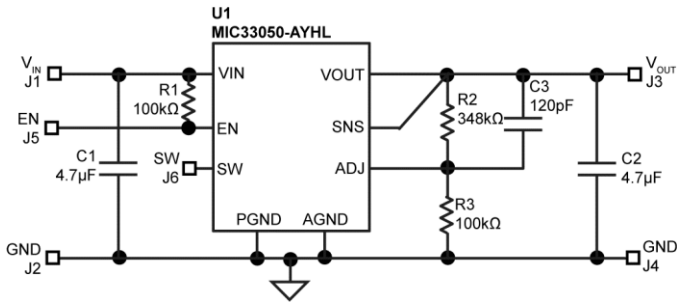 U1
MIC33050-AYHL
VIN
J1
VIN
R1
100kΩ
VOUT
VOUT
J3
C3
120pF
R2
348kΩ
EN
J5
EN
SNS
C1
4.7µF
SW
J6
SW
ADJ
C2
4.7µF
R3
100kΩ
PGND
AGND
GND
J2
GND
J4